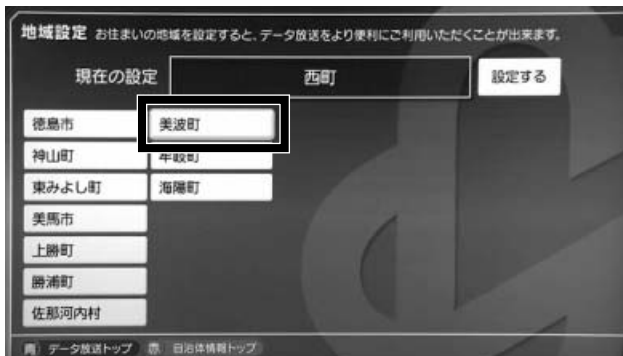 地域設定 お住まいの地域を設定すると、データ放送をより便利にご利用いただくことが出来ます。
現在の設定 西町 設定する
徳島市 美波町
神山町 牟岐町
東みよし町 海陽町
美馬市
上勝町
勝浦町
佐那河内村
青 データ放送トップ 赤 自治体情報トップ